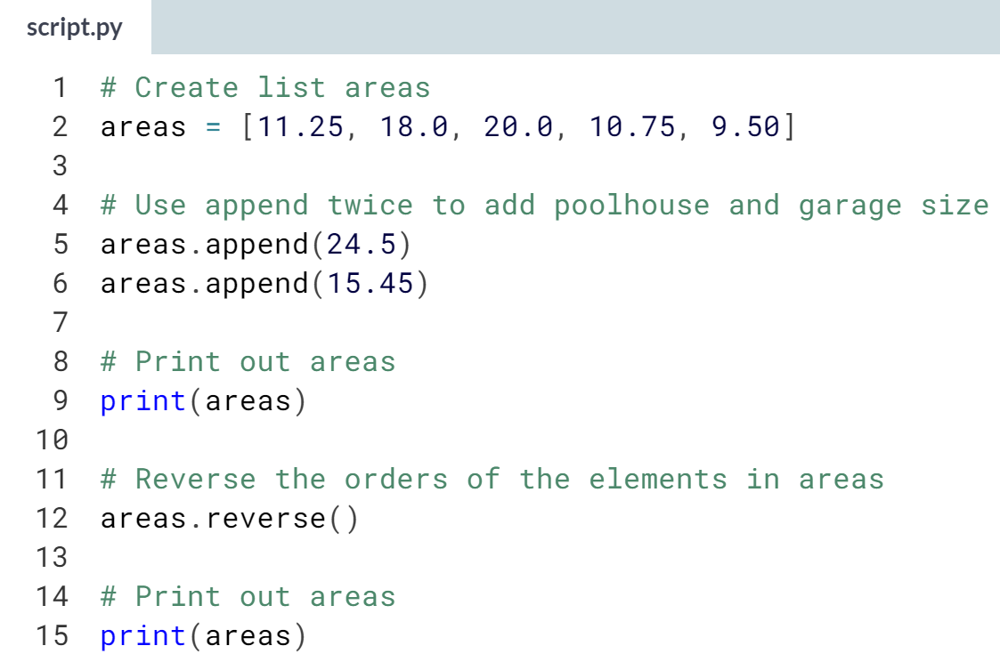 script.py
1 # Create list areas
2 areas = [11.25, 18.0, 20.0, 10.75, 9.50]
3
4 # Use append twice to add poolhouse and garage size
5 areas.append(24.5)
6 areas.append(15.45)
7
8 # Print out areas
9 print(areas)
10
11 # Reverse the orders of the elements in areas
12 areas.reverse()
13
14 # Print out areas
15 print(areas)